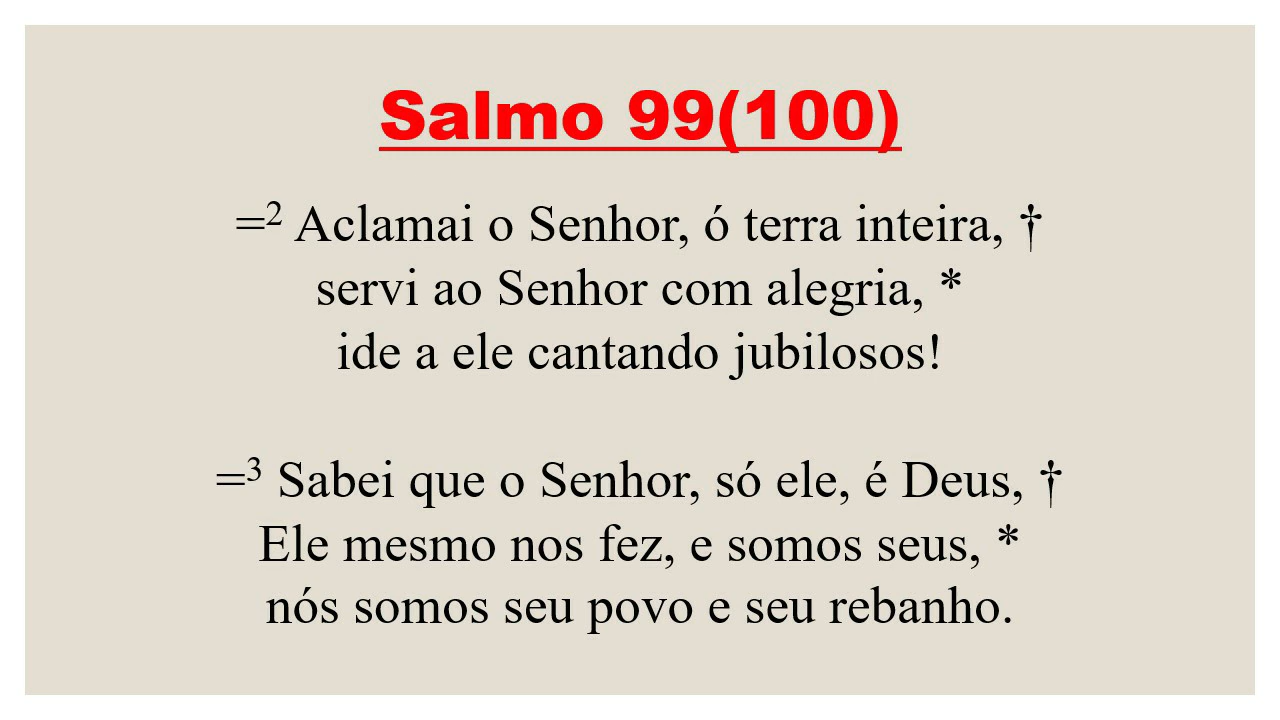 Salmo 99(100)
=² Aclamai o Senhor, ó terra inteira, †
servi ao Senhor com alegria, *
ide a ele cantando jubilosos!
=³ Sabei que o Senhor, só ele, é Deus, †
Ele mesmo nos fez, e somos seus, *
nós somos seu povo e seu rebanho.